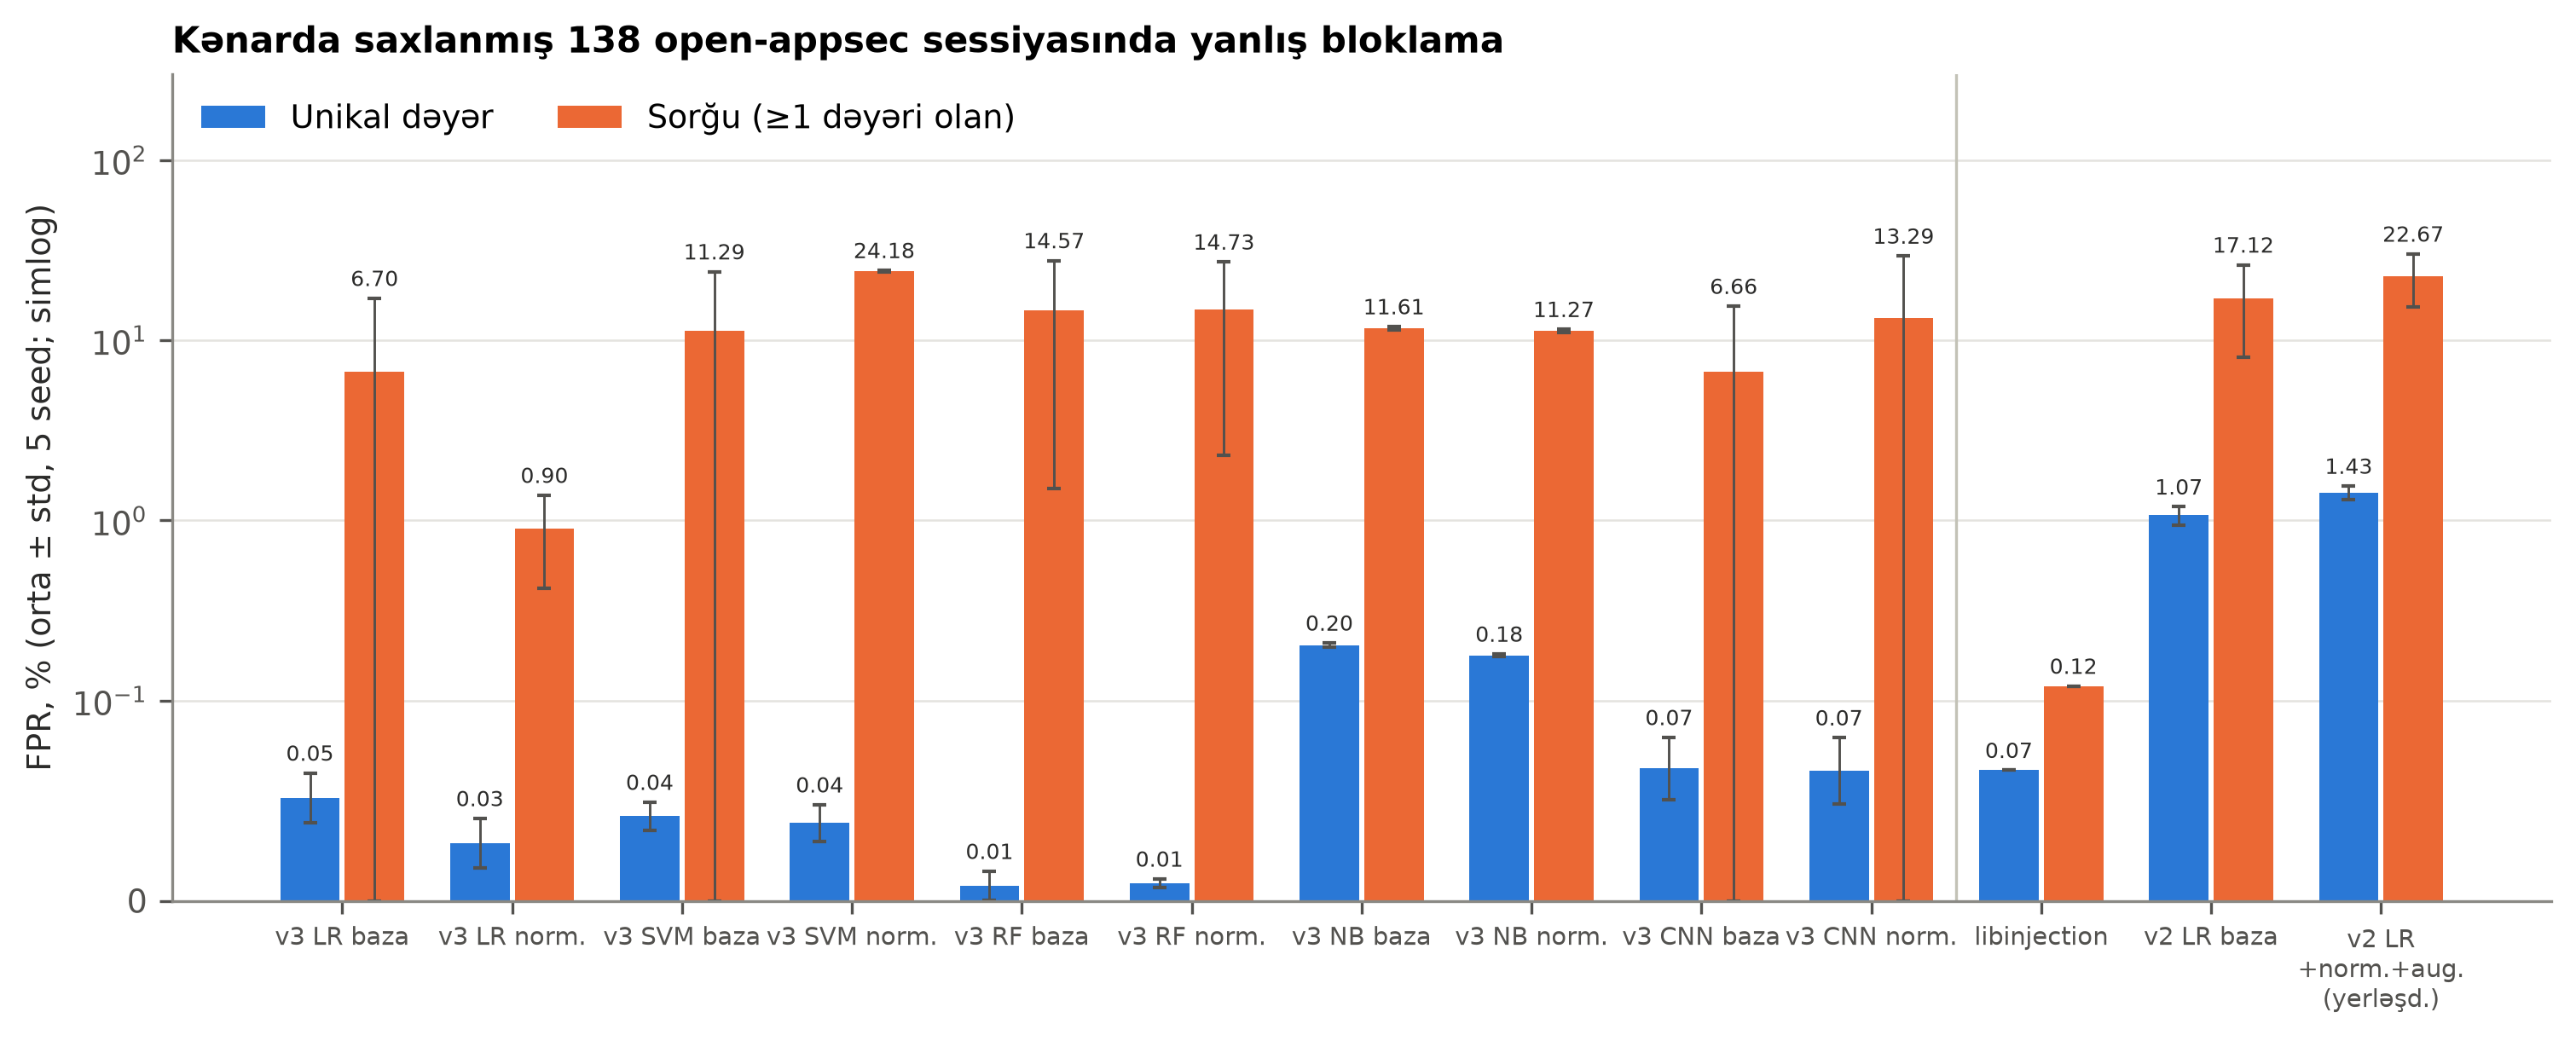 Kənarda saxlanmış 138 open-appsec sessiyasında yanlış bloklama
Unikal dəyər
Sorğu (≥1 dəyəri olan)
FPR, % (orta ± std, 5 seed; simlog)
10²
10¹
10⁰
10⁻¹
0
0.05
6.70
0.03
0.90
0.04
11.29
0.04
24.18
0.01
14.57
0.01
14.73
0.20
11.61
0.18
11.27
0.07
6.66
0.07
13.29
0.07
0.12
1.07
17.12
1.43
22.67
v3 LR baza
v3 LR norm.
v3 SVM baza
v3 SVM norm.
v3 RF baza
v3 RF norm.
v3 NB baza
v3 NB norm.
v3 CNN baza
v3 CNN norm.
libinjection
v2 LR baza
v2 LR
+norm.+aug.
(yerləşd.)